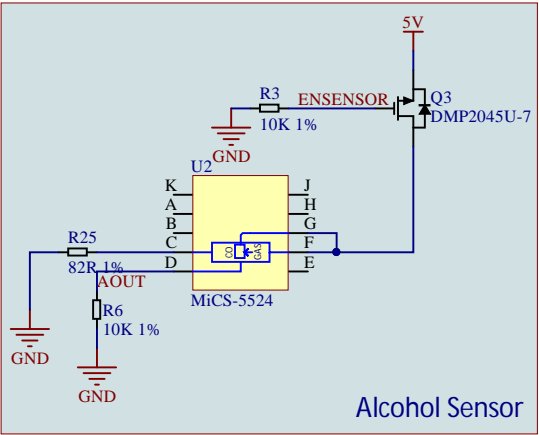 5V
R3
ENSENSOR
Q3
10K 1%
DMP2045U-7
GND
U2
K
J
A
H
B
G
R25
C
F
82R 1%
D
E
AOUT
CO
GAS
MiCS-5524
R6
10K 1%
GND
GND
Alcohol Sensor